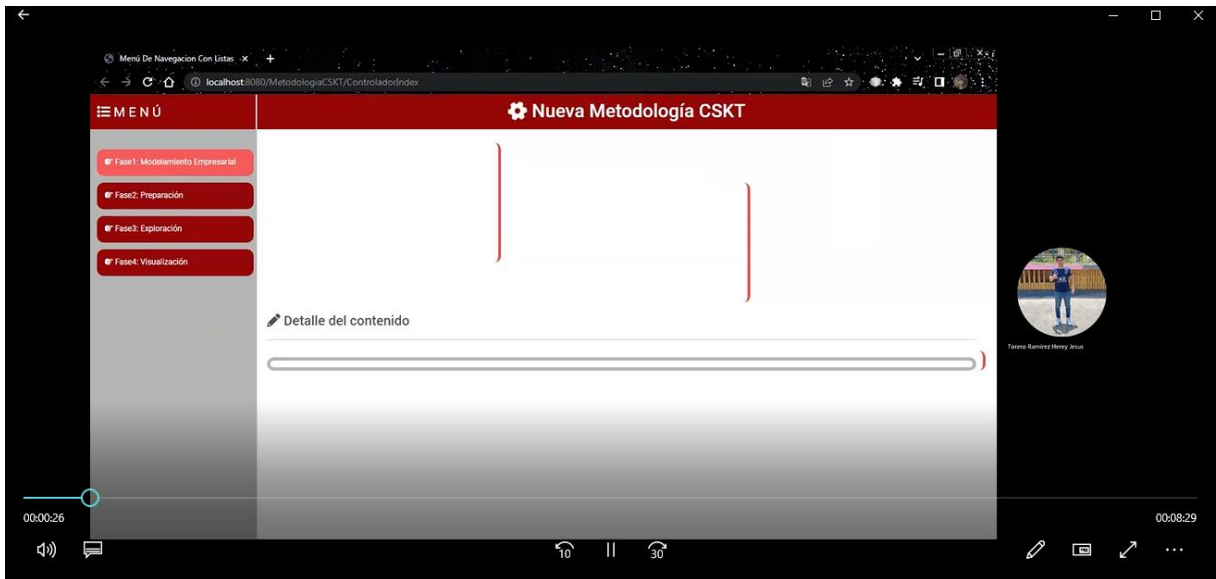 Menú De Navegacion Con Listas
localhost:8080/MetodologiaCSKT/ControladorIndex
MENÚ
Nueva Metodología CSKT
Fase1: Modelamiento Empresarial
Fase2: Preparación
Fase3: Exploración
Fase4: Visualización
Detalle del contenido
Torero Ramirez Henry Jesus
00:00:26
00:08:29
10
30